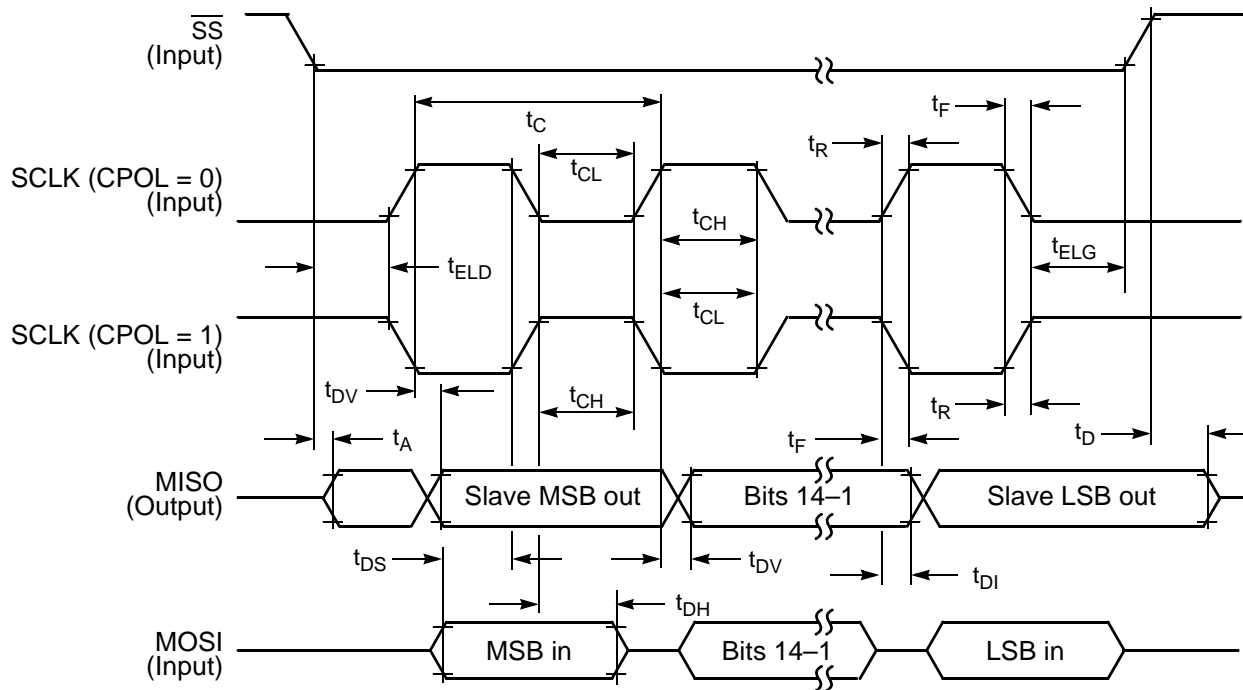 SS
(Input)
tC
tF
tR
tCL
SCLK (CPOL = 0)
(Input)
tCH
tELG
tELD
tCL
SCLK (CPOL = 1)
(Input)
tDV
tCH
tR
tF
tD
tA
MISO
(Output)
Slave MSB out
Bits 14–1
Slave LSB out
tDS
tDV
tDI
tDH
MOSI
(Input)
MSB in
Bits 14–1
LSB in